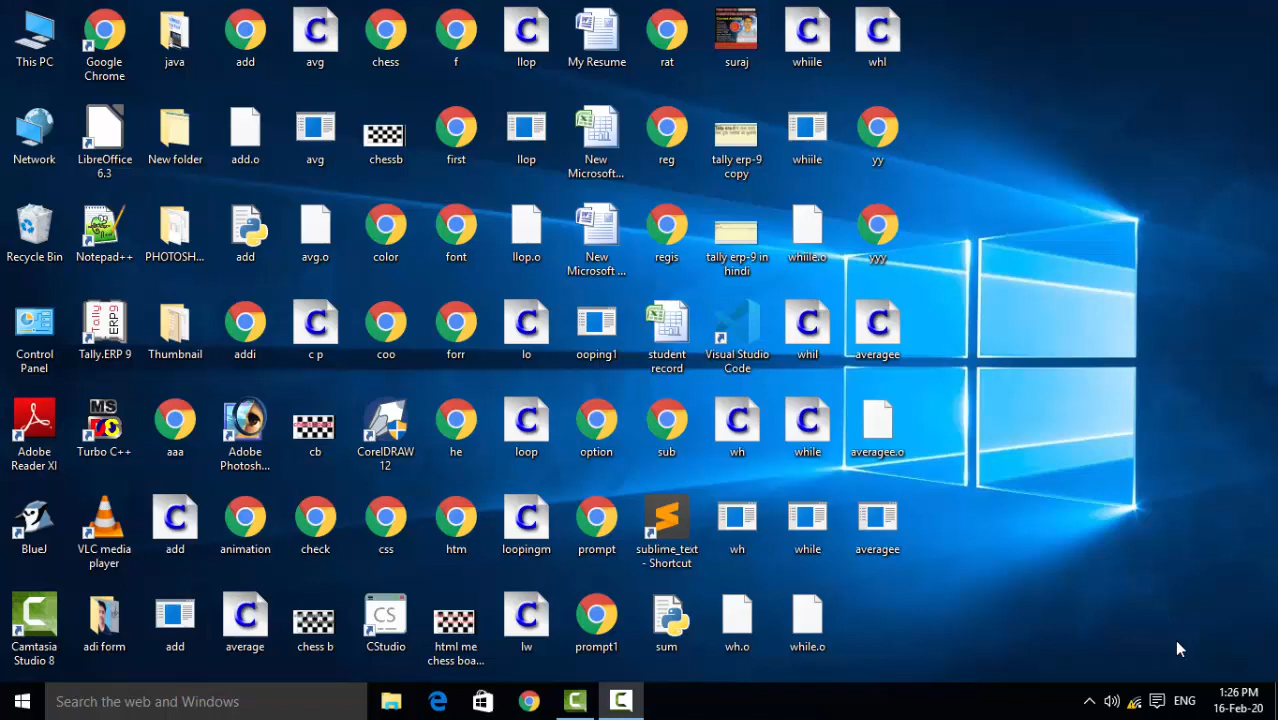 This PC
Google
Chrome
java
add
avg
chess
f
llop
My Resume
rat
suraj
whiile
whl
Network
LibreOffice
6.3
New folder
add.o
avg
chessb
first
llop
New
Microsoft...
reg
tally erp-9
copy
whiile
yy
Recycle Bin
Notepad++
PHOTOSH...
add
avg.o
color
font
llop.o
New
Microsoft ...
regis
tally erp-9 in
hindi
whiile.o
yyy
Control
Panel
Tally.ERP 9
Thumbnail
addi
c p
coo
forr
lo
ooping1
student
record
Visual Studio
Code
whil
averagee
Adobe
Reader XI
Turbo C++
aaa
Adobe
Photosh...
cb
CorelDRAW
12
he
loop
option
sub
wh
while
averagee.o
BlueJ
VLC media
player
add
animation
check
css
htm
loopingm
prompt
sublime_text
- Shortcut
wh
while
averagee
Camtasia
Studio 8
adi form
add
average
chess b
CStudio
html me
chess boa...
lw
prompt1
sum
wh.o
while.o
Search the web and Windows
ENG
1:26 PM
16-Feb-20